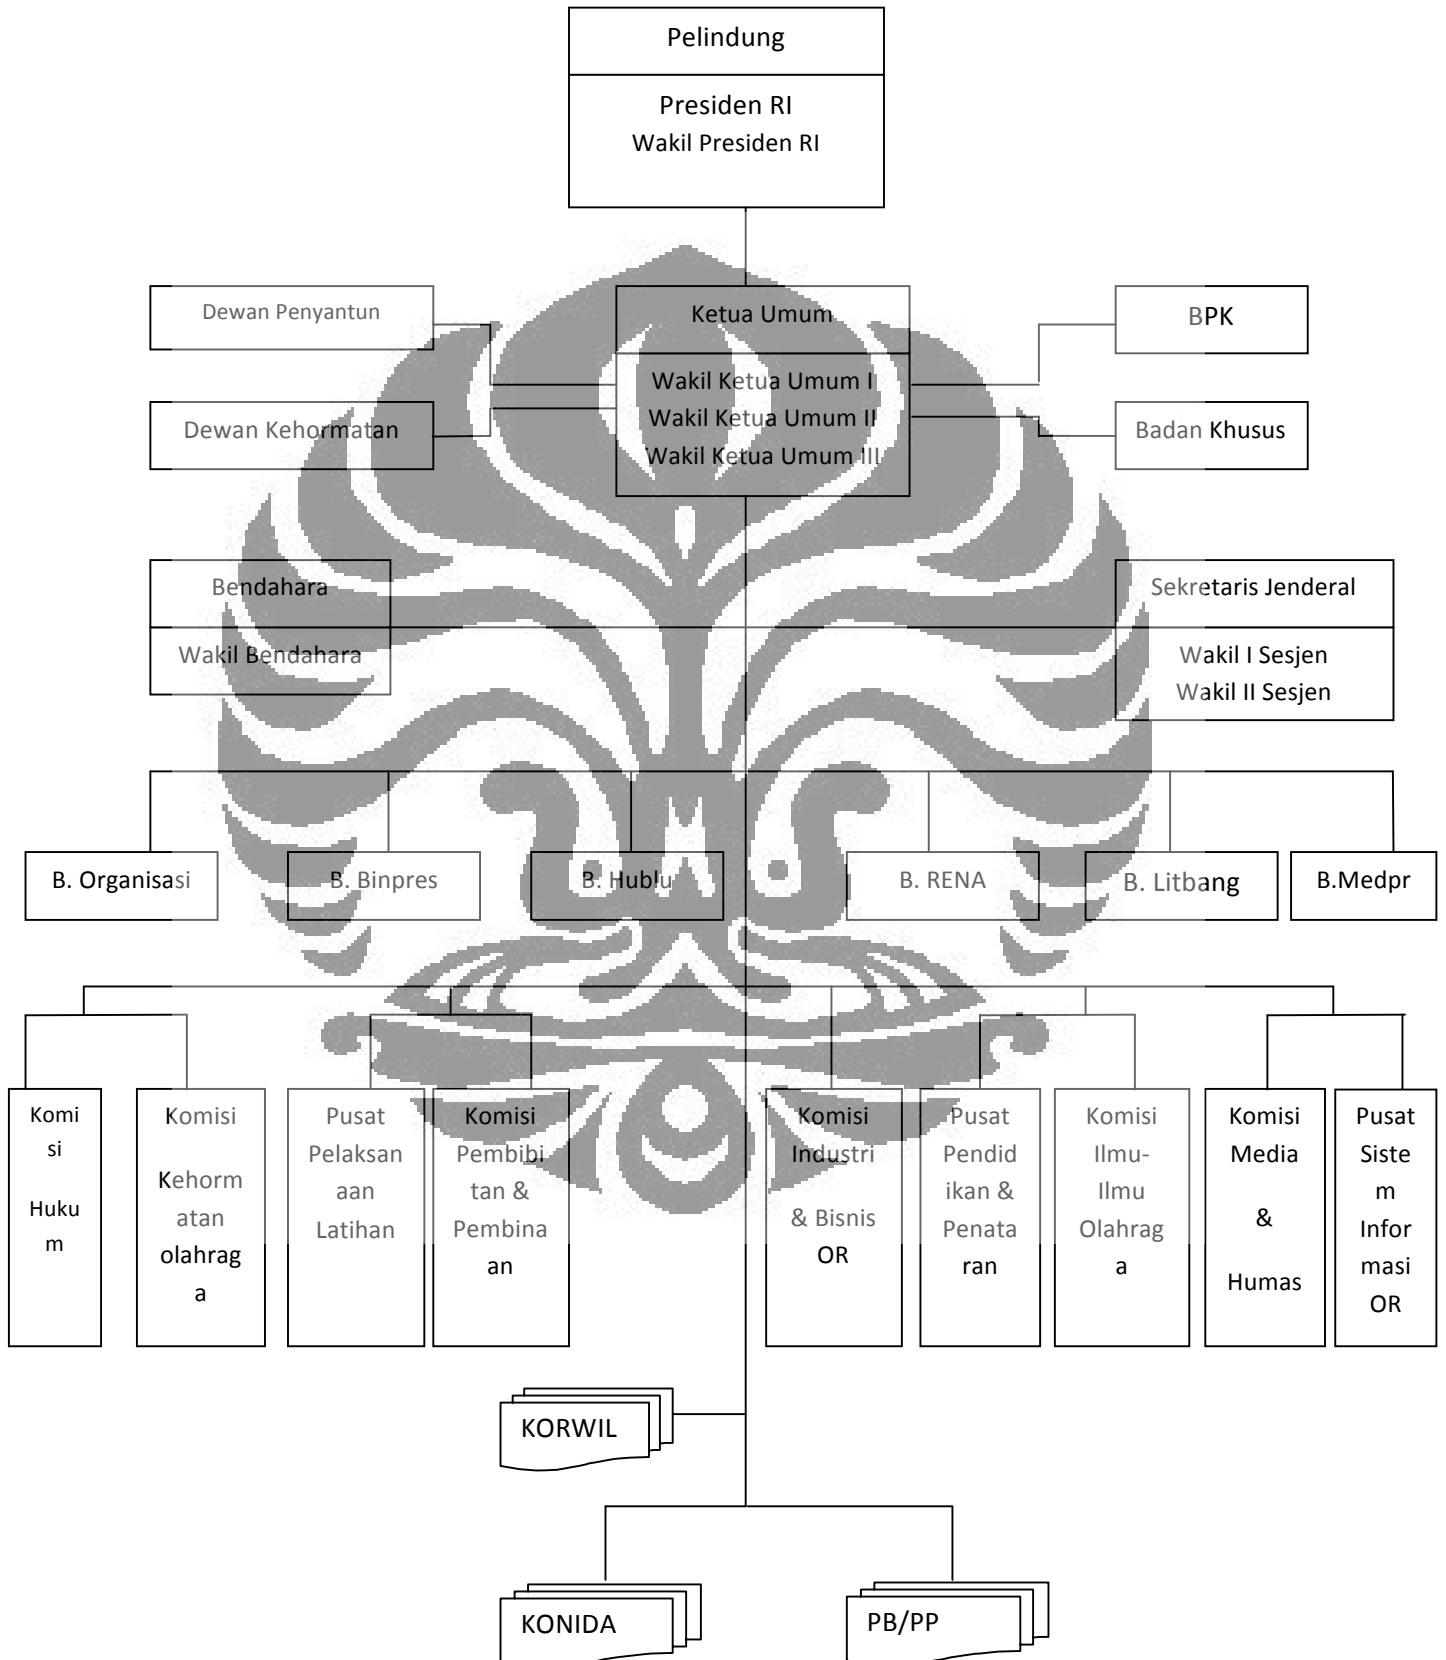 Pelindung
Presiden RI
Wakil Presiden RI
Dewan Penyantun
Ketua Umum
BPK
Wakil Ketua Umum I
Wakil Ketua Umum II
Wakil Ketua Umum III
Dewan Kehormatan
Badan Khusus
Bendahara
Wakil Bendahara
Sekretaris Jenderal
Wakil I Sesjen
Wakil II Sesjen
B. Organisasi
B. Binpres
B. Hublu
B. RENA
B. Litbang
B.Medpr
Komi
si
Huku
m
Komisi
Kehorm
atan
olahrag
a
Pusat
Pelaksan
aan
Latihan
Komisi
Pembibi
tan &
Pembina
an
Komisi
Industri
& Bisnis
OR
Pusat
Pendid
ikan &
Penata
ran
Komisi
Ilmu-
Ilmu
Olahrag
a
Komisi
Media
&
Humas
Pusat
Siste
m
Infor
masi
OR
KORWIL
KONIDA
PB/PP